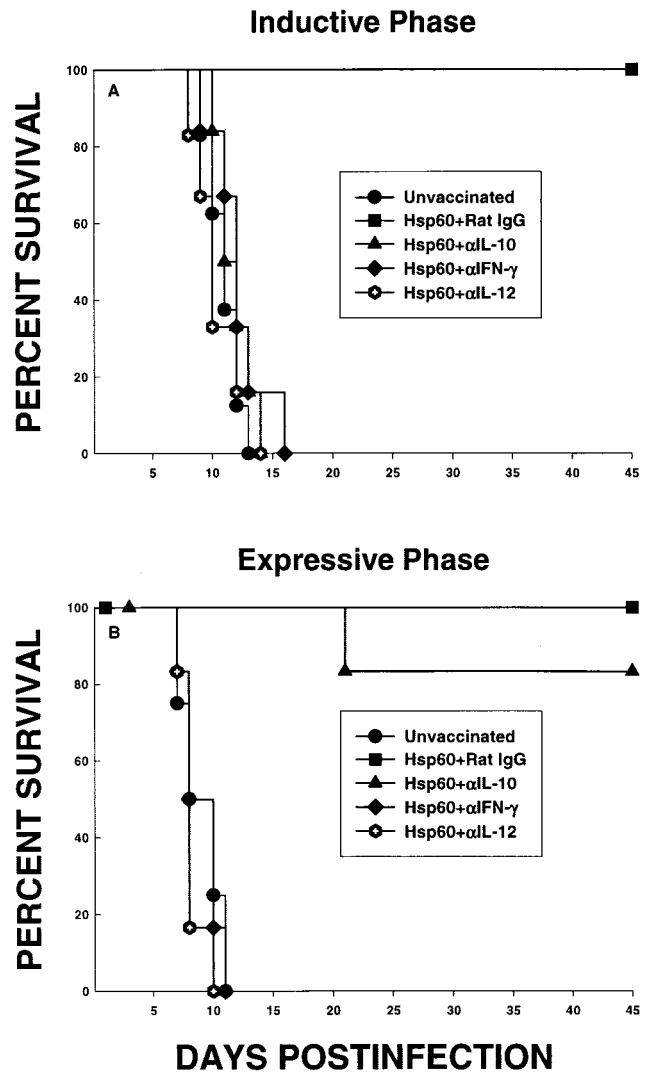 Inductive Phase
PERCENT SURVIVAL
100
80
60
40
20
0
A
Unvaccinated
Hsp60+Rat IgG
Hsp60+αIL-10
Hsp60+αIFN-γ
Hsp60+αIL-12
5 10 15 20 25 30 35 40 45
Expressive Phase
PERCENT SURVIVAL
100
80
60
40
20
0
B
Unvaccinated
Hsp60+Rat IgG
Hsp60+αIL-10
Hsp60+αIFN-γ
Hsp60+αIL-12
5 10 15 20 25 30 35 40 45
DAYS POSTINFECTION